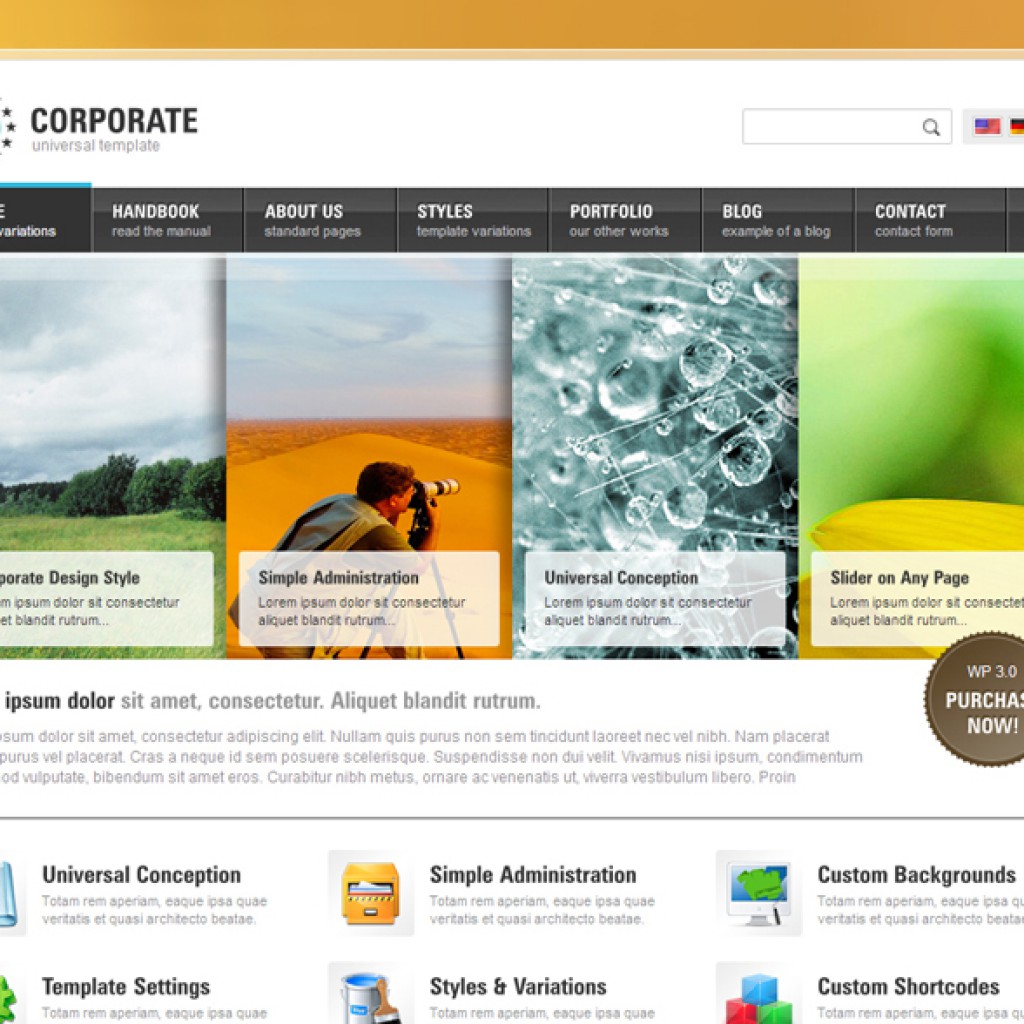 CORPORATE
universal template
E
variations
HANDBOOK
read the manual
ABOUT US
standard pages
STYLES
template variations
PORTFOLIO
our other works
BLOG
example of a blog
CONTACT
contact form
porate Design Style
m ipsum dolor sit consectetur
et blandit rutrum...
Simple Administration
Lorem ipsum dolor sit consectetur
aliquet blandit rutrum...
Universal Conception
Lorem ipsum dolor sit consectetur
aliquet blandit rutrum...
Slider on Any Page
Lorem ipsum dolor sit consectet
aliquet blandit rutrum...
WP 3.0
PURCHAS
NOW!
ipsum dolor sit amet, consectetur. Aliquet blandit rutrum.
osum dolor sit amet, consectetur adipiscing elit. Nullam quis purus non sem tincidunt laoreet nec vel nibh. Nam placerat
purus vel placerat. Cras a neque id sem posuere scelerisque. Suspendisse non dui velit. Vivamus nisi ipsum, condimentum
od vulputate, bibendum sit amet eros. Curabitur nibh metus, ornare ac venenatis ut, viverra vestibulum libero. Proin
Universal Conception
Totam rem aperiam, eaque ipsa quae
veritatis et quasi architecto beatae.
Simple Administration
Totam rem aperiam, eaque ipsa quae
veritatis et quasi architecto beatae.
Custom Backgrounds
Totam rem aperiam, eaque ipsa qu
veritatis et quasi architecto beatae.
Template Settings
Totam rem aperiam, eaque ipsa quae
Styles & Variations
Totam rem aperiam, eaque ipsa quae
Custom Shortcodes
Totam rem aperiam, eaque ipsa qu